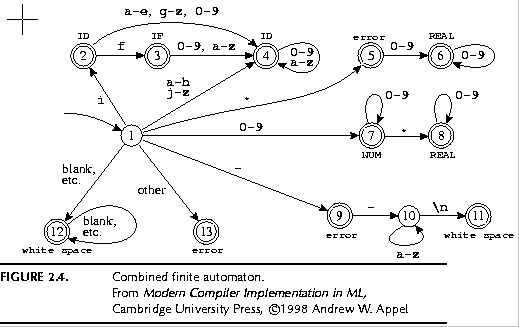 a-e, g-z, 0-9
ID
IF
ID
error
REAL
2
f
3
0-9, a-z
4
0-9
a-z
5
0-9
6
0-9
i
a-h
j-z
.
0-9
0-9
0-9
1
7
.
8
NUM
REAL
blank,
etc.
other
-
12
blank,
etc.
13
9
-
10
\n
11
white space
error
error
a-z
white space
FIGURE 2.4. Combined finite automaton.
From Modern Compiler Implementation in ML,
Cambridge University Press, ©1998 Andrew W. Appel